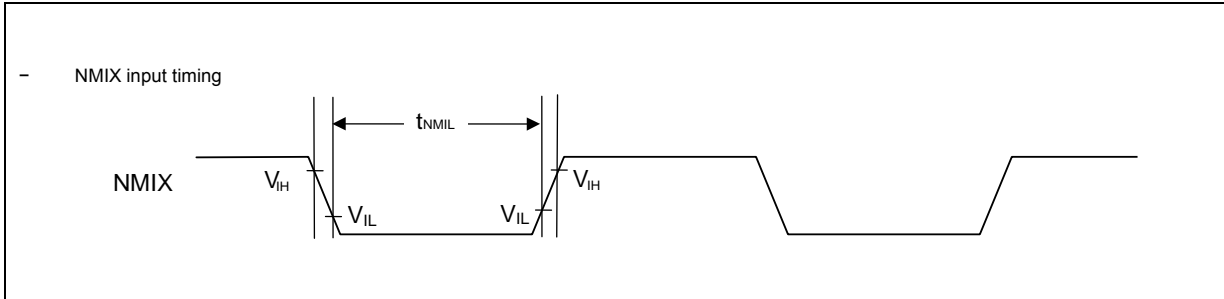 – NMIX input timing
tNMIL
NMIX
VIH
VIH
VIL
VIL